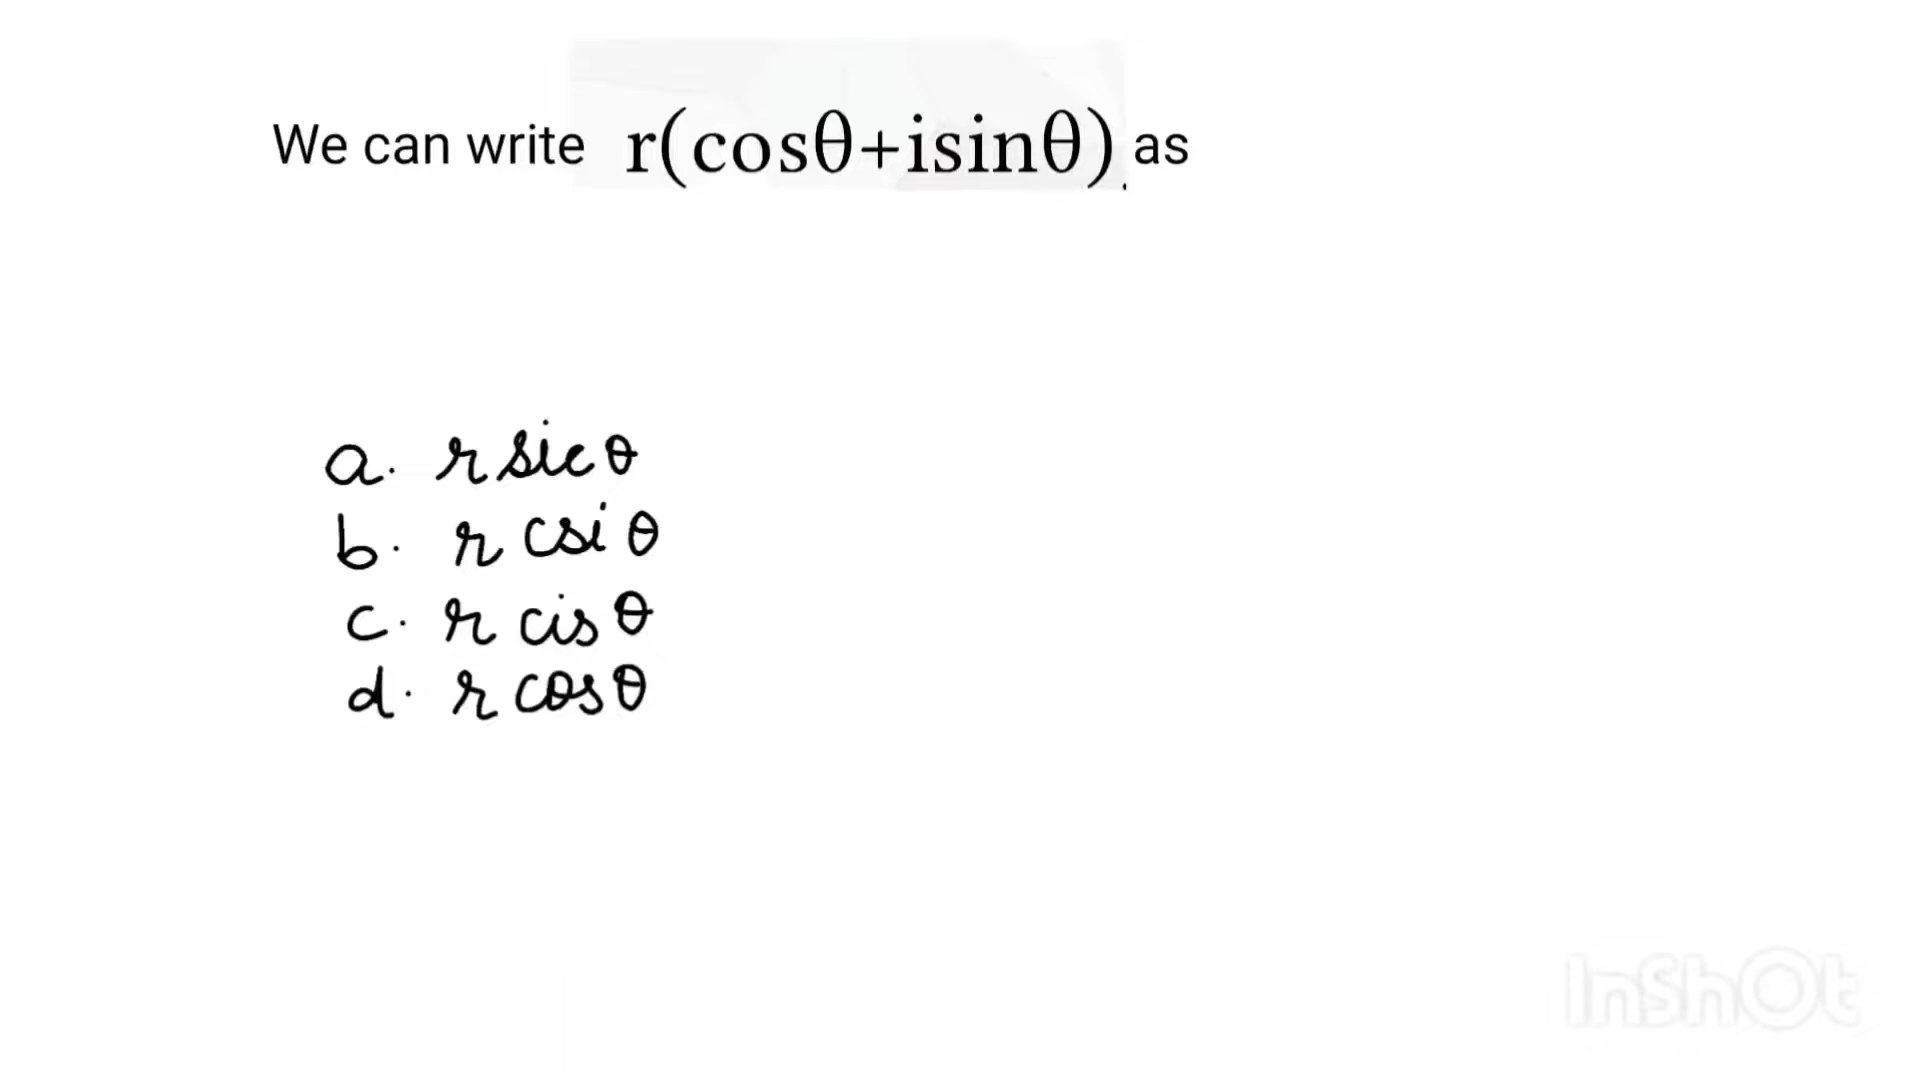 We can write r(cosθ+isinθ) as
a. r sic θ
b. r csi θ
c. r cis θ
d. r cos θ
InShOt